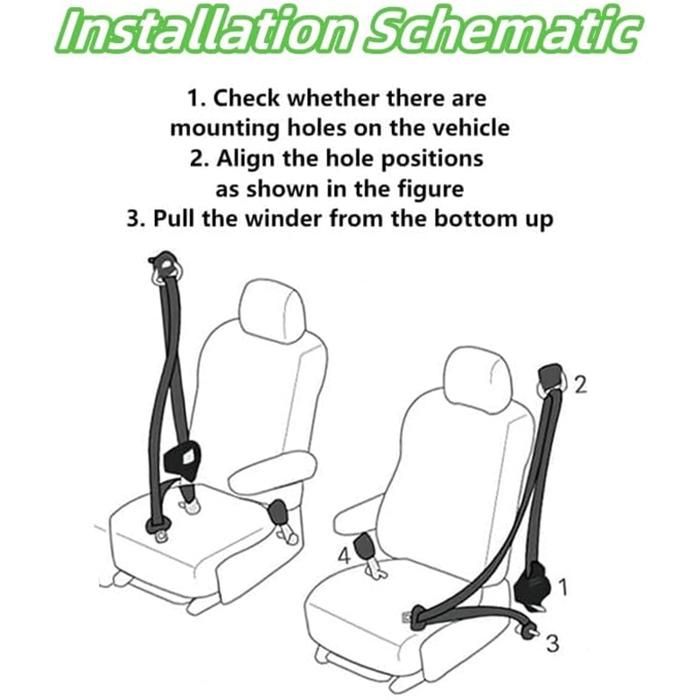 Installation Schematic
1. Check whether there are
mounting holes on the vehicle
2. Align the hole positions
as shown in the figure
3. Pull the winder from the bottom up
2
4
1
3